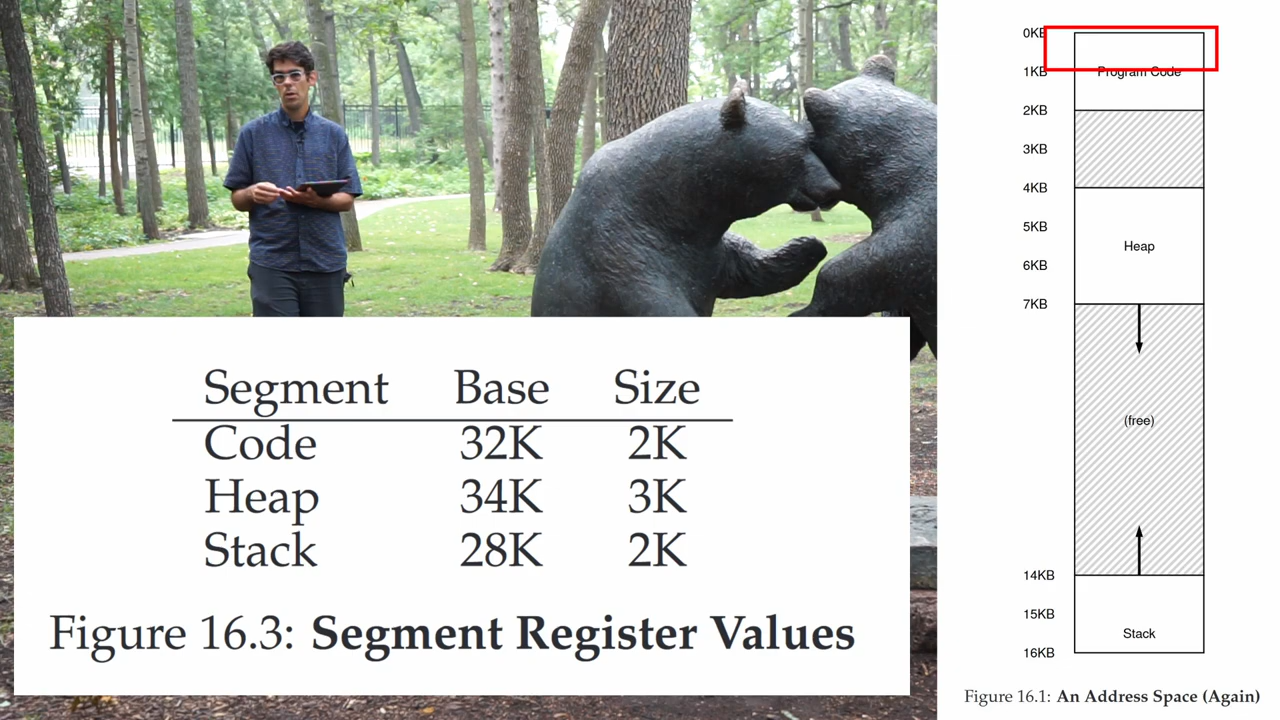 Segment Base Size
Code 32K 2K
Heap 34K 3K
Stack 28K 2K
Figure 16.3: Segment Register Values
0KB
1KB
Program Code
2KB
3KB
4KB
5KB
Heap
6KB
7KB
(free)
14KB
15KB
Stack
16KB
Figure 16.1: An Address Space (Again)